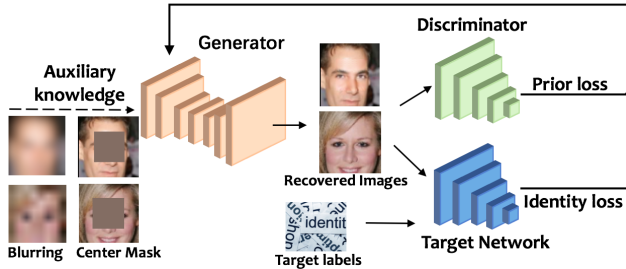 Discriminator
Generator
Auxiliary
knowledge
Prior loss
Recovered Images
identit
Identity loss
Blurring
Center Mask
Target labels
Target Network